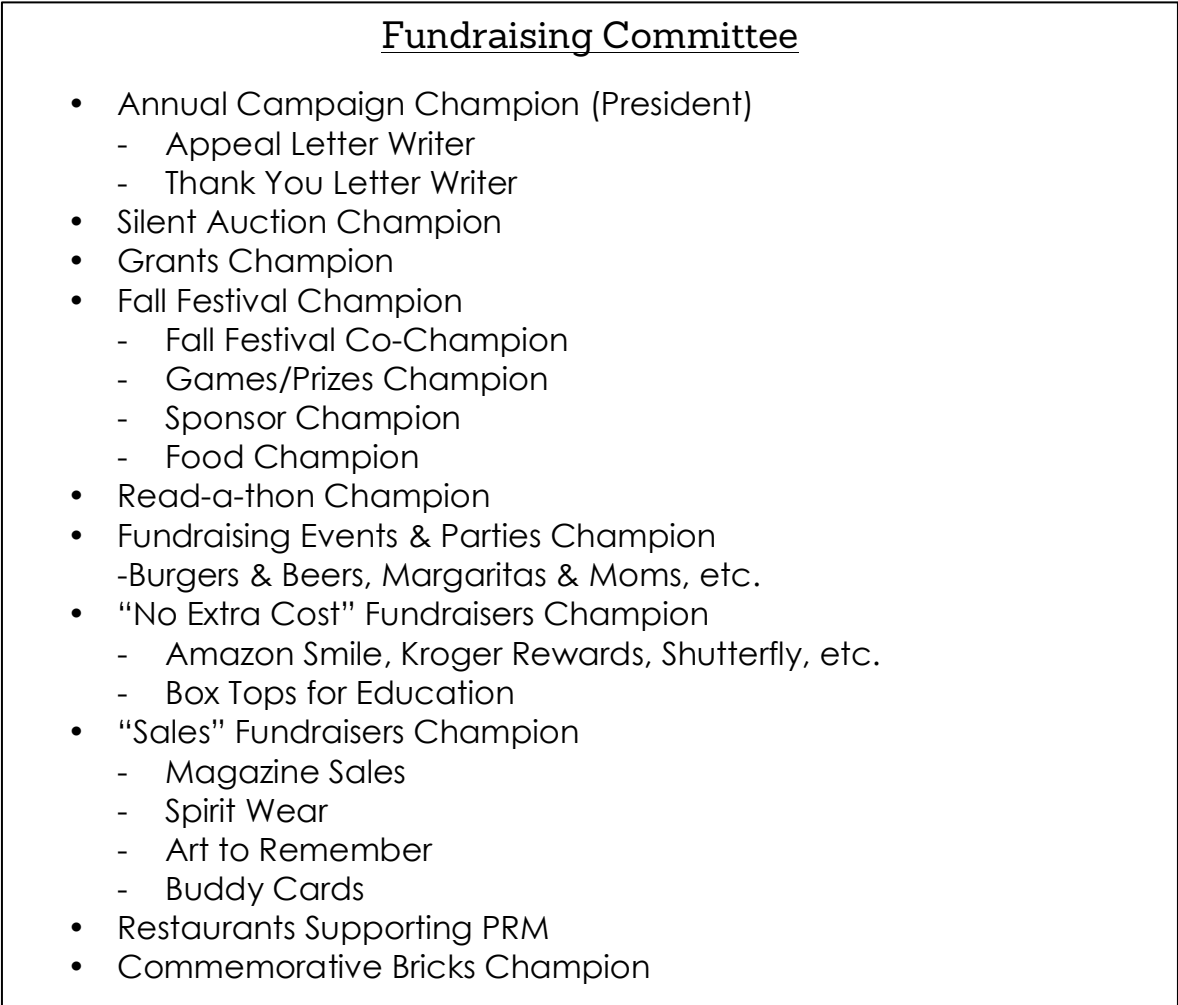 Fundraising Committee
• Annual Campaign Champion (President)
- Appeal Letter Writer
- Thank You Letter Writer
• Silent Auction Champion
• Grants Champion
• Fall Festival Champion
- Fall Festival Co-Champion
- Games/Prizes Champion
- Sponsor Champion
- Food Champion
• Read-a-thon Champion
• Fundraising Events & Parties Champion
-Burgers & Beers, Margaritas & Moms, etc.
• “No Extra Cost” Fundraisers Champion
- Amazon Smile, Kroger Rewards, Shutterfly, etc.
- Box Tops for Education
• “Sales” Fundraisers Champion
- Magazine Sales
- Spirit Wear
- Art to Remember
- Buddy Cards
• Restaurants Supporting PRM
• Commemorative Bricks Champion